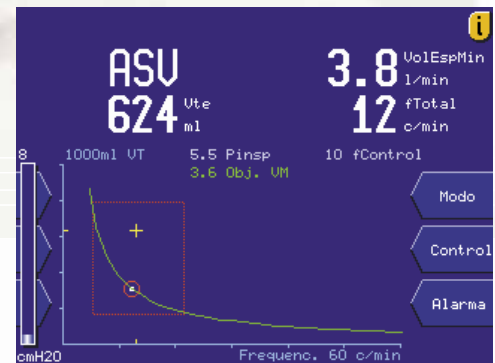 i
ASV
3.8 VolEspMin l/min
624 Vte ml
12 fTotal c/min
8
1000ml VT 5.5 Pinsp 10 fControl
3.6 Obj. VM
Modo
Control
Alarma
cmH2O
Frequenc. 60 c/min